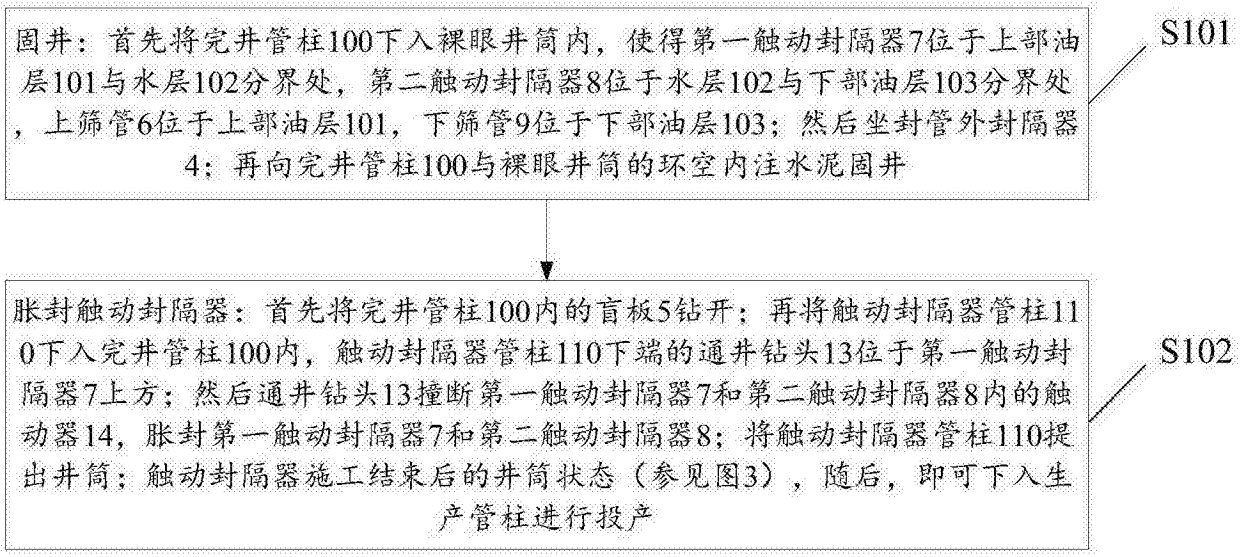 固井：首先将完井管柱100下入裸眼井筒内，使得第一触动封隔器7位于上部油
层101与水层102分界处，第二触动封隔器8位于水层102与下部油层103分界处
，上筛管6位于上部油层101，下筛管9位于下部油层103；然后坐封管外封隔器
4；再向完井管柱100与裸眼井筒的环空内注水泥固井
S101
胀封触动封隔器：首先将完井管柱100内的盲板5钻开；再将触动封隔器管柱11
0下入完井管柱100内，触动封隔器管柱110下端的通井钻头13位于第一触动封
隔器7上方；然后通井钻头13撞断第一触动封隔器7和第二触动封隔器8内的触
动器14，胀封第一触动封隔器7和第二触动封隔器8；将触动封隔器管柱110提
出井筒；触动封隔器施工结束后的井筒状态（参见图3），随后，即可下入生
产管柱进行投产
S102